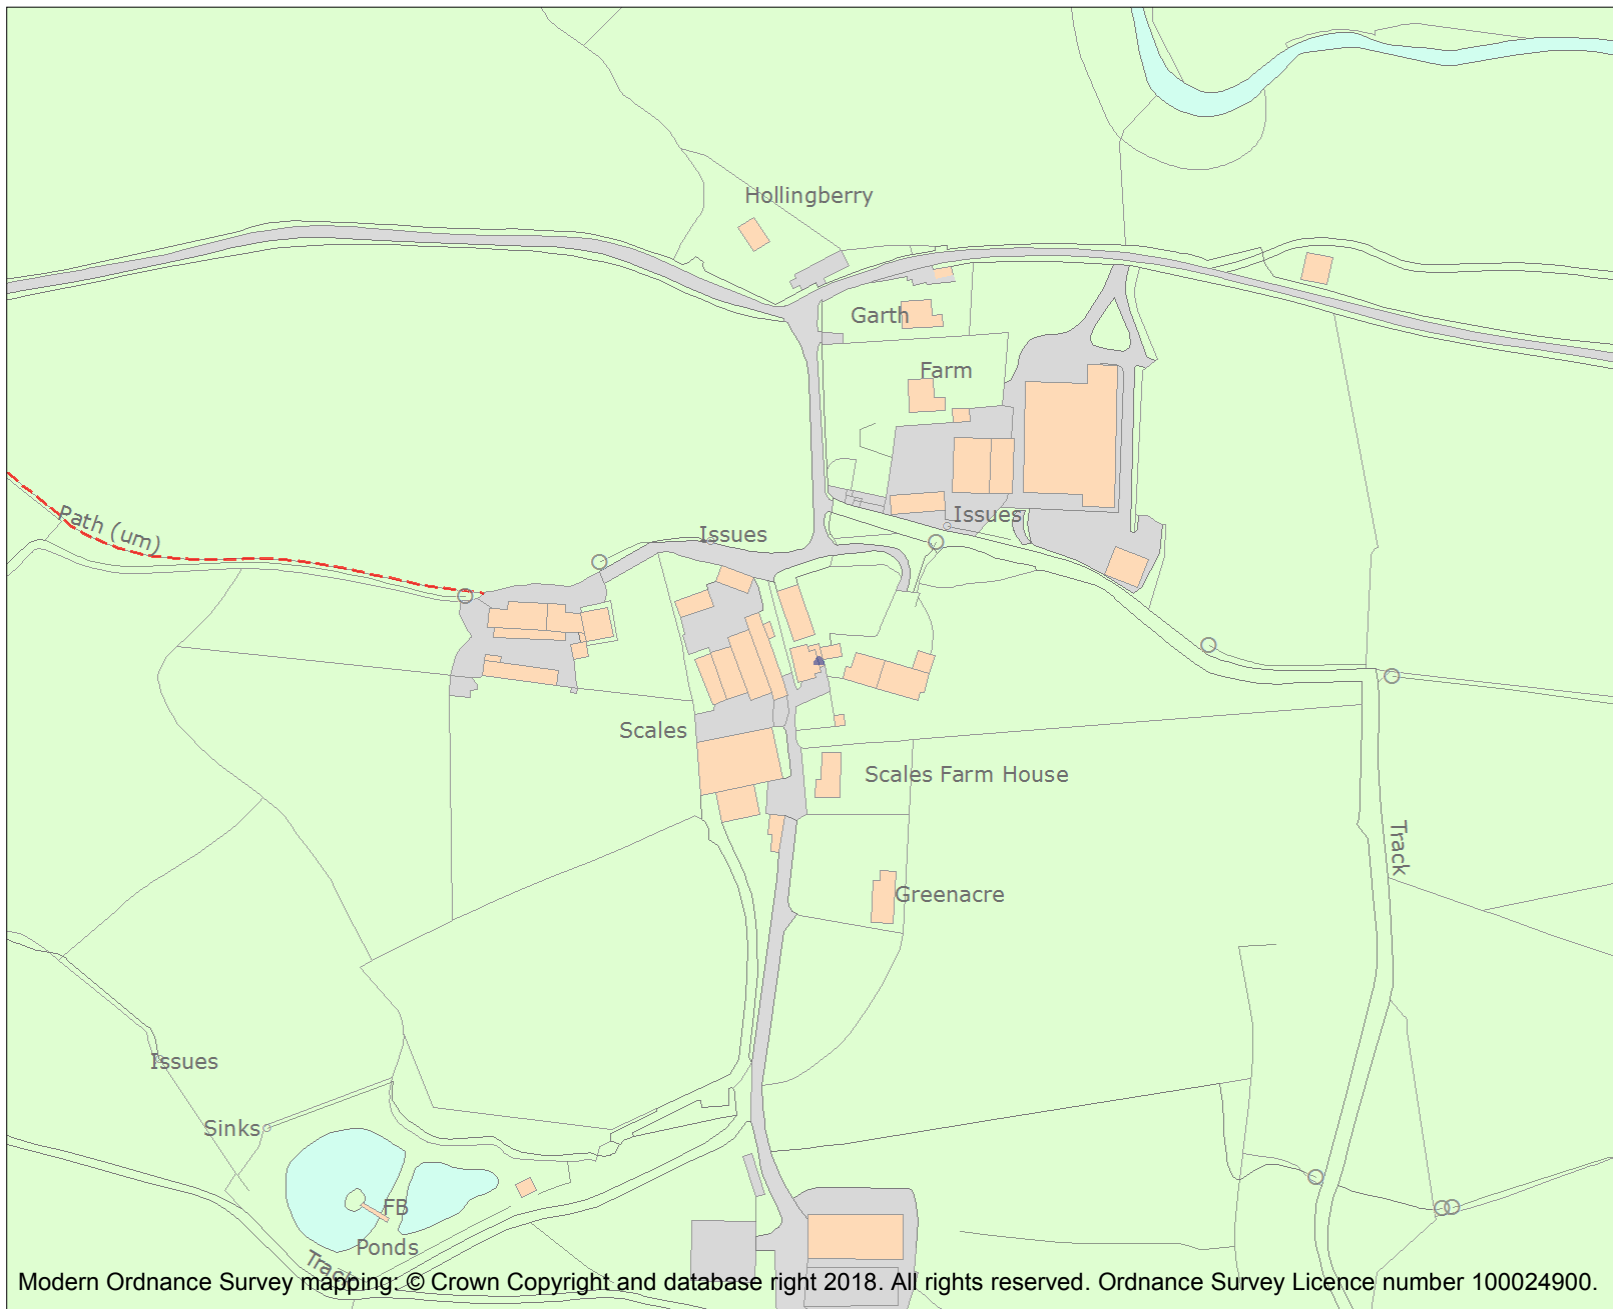 Hollingberry
Garth
Farm
Path (um)
Issues
Issues
Scales
Scales Farm House
Track
Greenacre
Issues
Sinks
FB
Ponds
Track
Modern Ordnance Survey mapping: © Crown Copyright and database right 2018. All rights reserved. Ordnance Survey Licence number 100024900.